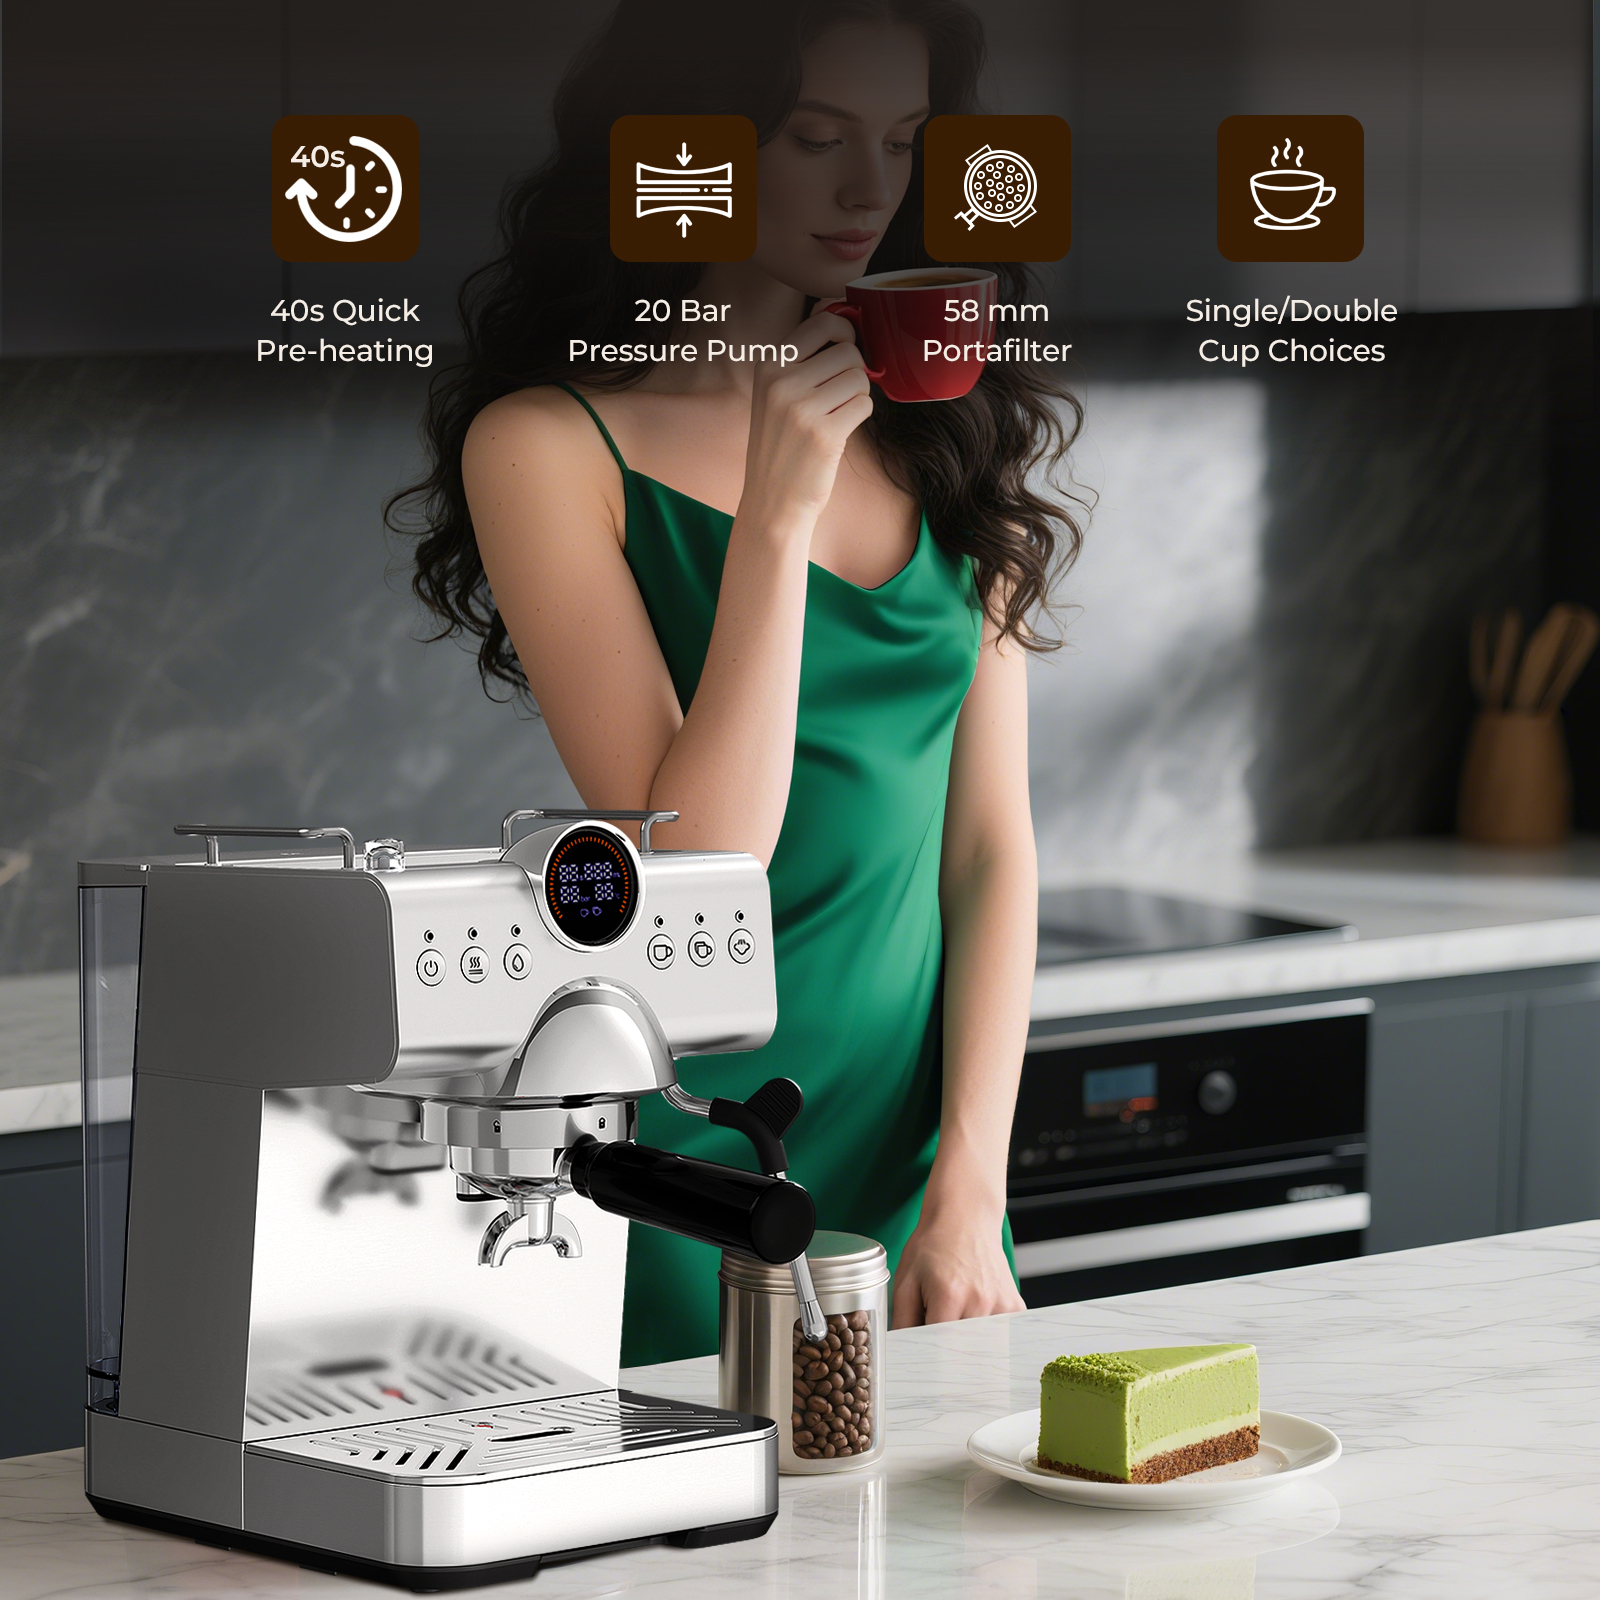 40s
40s Quick
Pre-heating
20 Bar
Pressure Pump
58 mm
Portafilter
Single/Double
Cup Choices